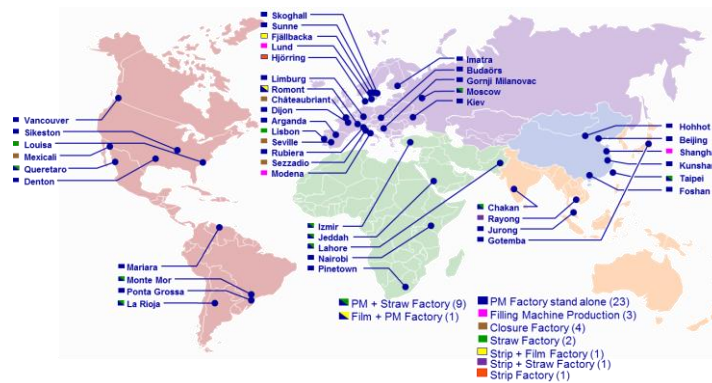 Skoghall
Sunne
Fjällbacka
Lund
Hjörring
Limburg
Romont
Châteaubriant
Dijon
Arganda
Lisbon
Seville
Rubiera
Sezzadio
Modena
Imatra
Budaörs
Gornji Milanovac
Moscow
Kiev
Vancouver
Sikeston
Louisa
Mexicali
Queretaro
Denton
Hohhot
Beijing
Shangh
Kunsha
Taipei
Foshan
Chakan
Rayong
Jurong
Gotemba
Izmir
Jeddah
Lahore
Nairobi
Pinetown
Mariara
Monte Mor
Ponta Grossa
La Rioja
PM + Straw Factory (9)
Film + PM Factory (1)
PM Factory stand alone (23)
Filling Machine Production (3)
Closure Factory (4)
Straw Factory (2)
Strip + Film Factory (1)
Strip + Straw Factory (1)
Strip Factory (1)